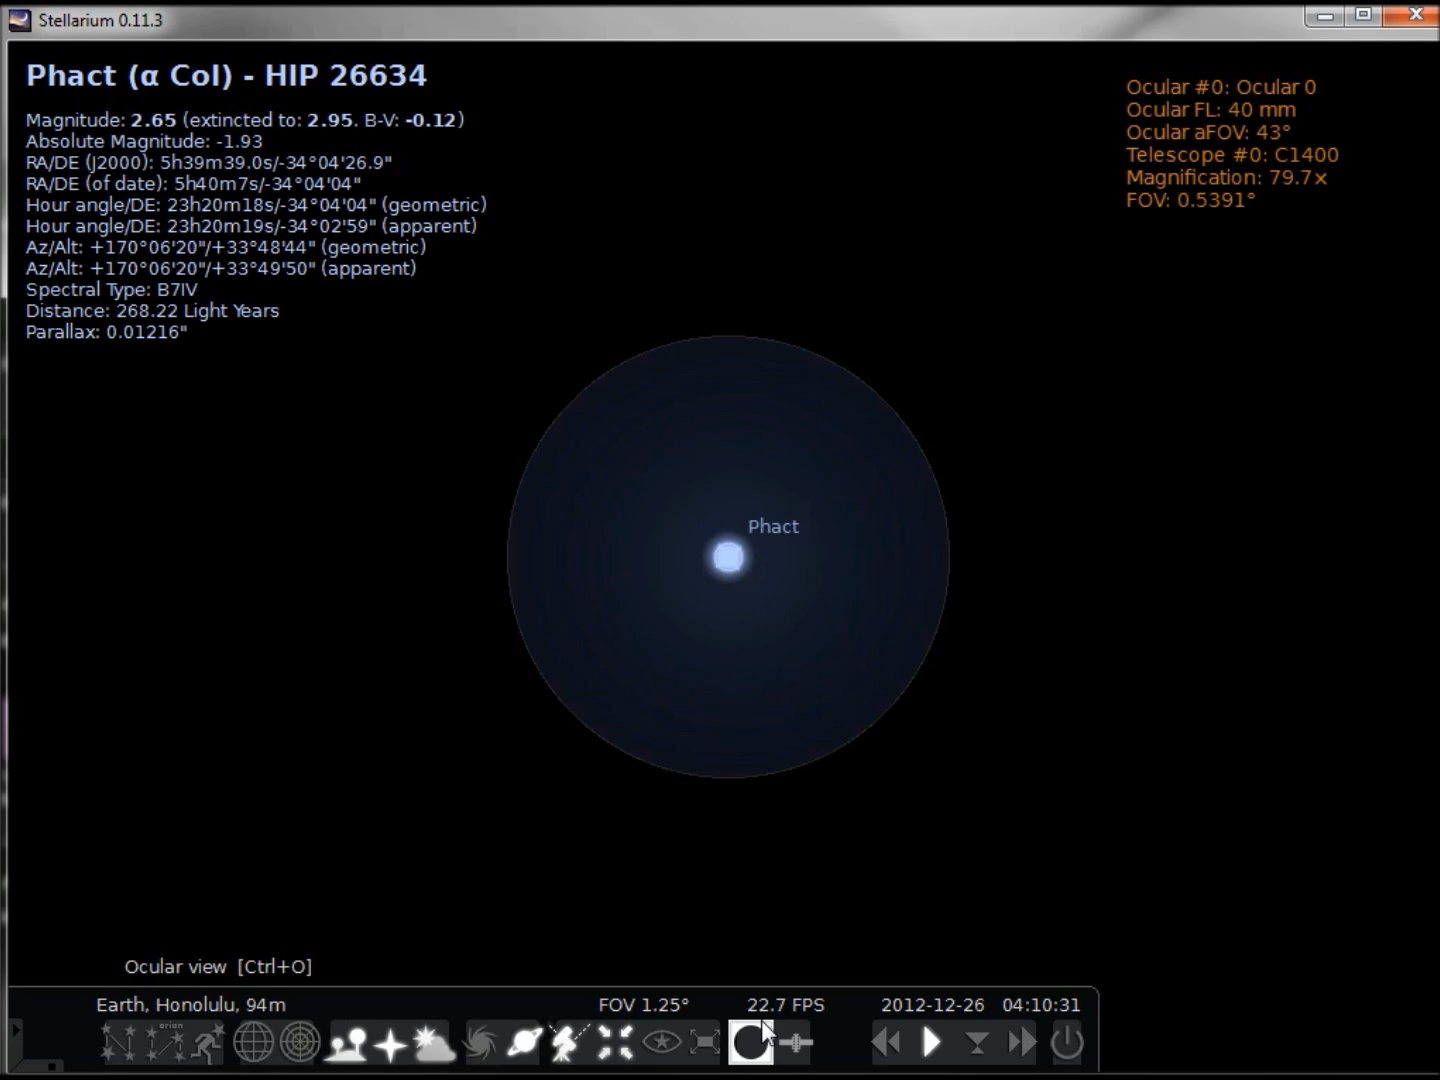 Stellarium 0.11.3
Phact (α Col) - HIP 26634
Magnitude: 2.65 (extincted to: 2.95. B-V: -0.12)
Absolute Magnitude: -1.93
RA/DE (J2000): 5h39m39.0s/-34°04'26.9"
RA/DE (of date): 5h40m7s/-34°04'04"
Hour angle/DE: 23h20m18s/-34°04'04" (geometric)
Hour angle/DE: 23h20m19s/-34°02'59" (apparent)
Az/Alt: +170°06'20"/+33°48'44" (geometric)
Az/Alt: +170°06'20"/+33°49'50" (apparent)
Spectral Type: B7IV
Distance: 268.22 Light Years
Parallax: 0.01216"
Ocular #0: Ocular 0
Ocular FL: 40 mm
Ocular aFOV: 43°
Telescope #0: C1400
Magnification: 79.7×
FOV: 0.5391°
Phact
Ocular view [Ctrl+O]
Earth, Honolulu, 94m FOV 1.25° 22.7 FPS 2012-12-26 04:10:31
orion